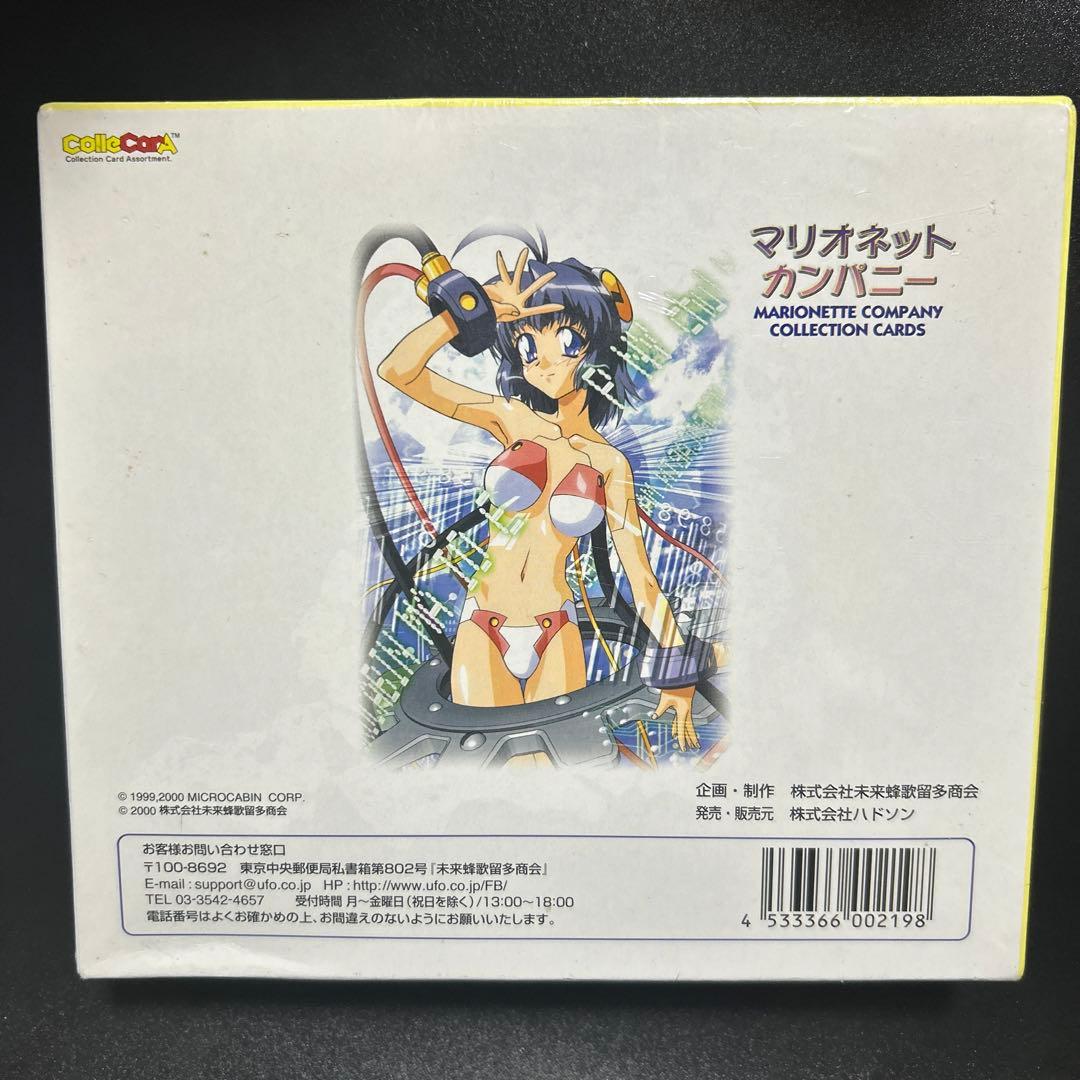 ColleCarA™
Collection Card Assortment.
マリオネット
カンパニー
MARIONETTE COMPANY
COLLECTION CARDS
© 1999,2000 MICROCABIN CORP.
© 2000 株式会社未来蜂歌留多商会
企画・制作 株式会社未来蜂歌留多商会
発売・販売元 株式会社ハドソン
お客様お問い合わせ窓口
〒100-8692 東京中央郵便局私書箱第802号『未来蜂歌留多商会』
E-mail : support@ufo.co.jp HP : http://www.ufo.co.jp/FB/
TEL 03-3542-4657 受付時間 月〜金曜日(祝日を除く)/13:00〜18:00
電話番号はよくお確かめの上、お間違えのないようにお願いいたします。
4 533366 002198